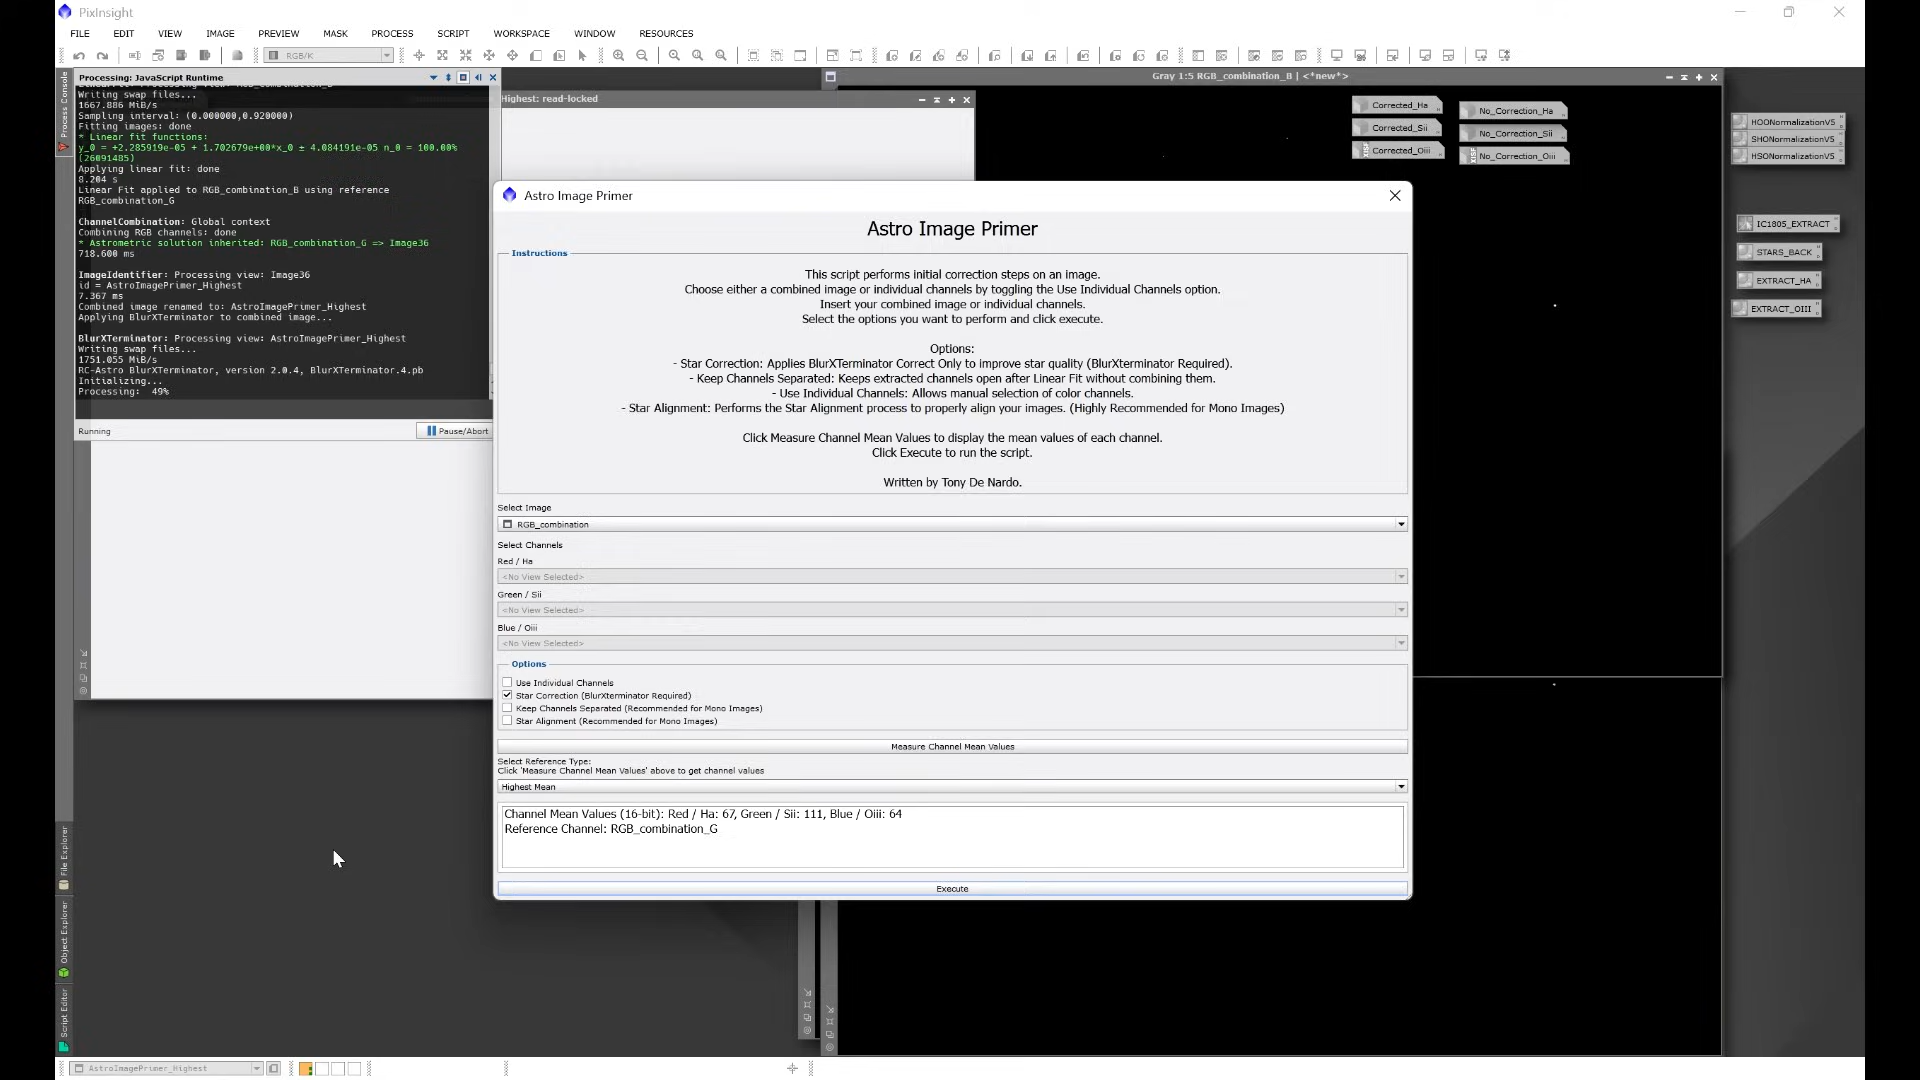 PixInsight
FILE EDIT VIEW IMAGE PREVIEW MASK PROCESS SCRIPT WORKSPACE WINDOW RESOURCES
RGB/K
Process Console
Processing: JavaScript Runtime
Writing swap files...
1667.886 MiB/s
Sampling interval: (0.000000,0.920000)
Fitting images: done
* Linear fit functions:
y_0 = +2.285919e-05 + 1.702679e+00*x_0 ± 4.084191e-05 n_0 = 100.00%
(26091485)
Applying linear fit: done
8.204 s
Linear Fit applied to RGB_combination_B using reference
RGB_combination_G
ChannelCombination: Global context
Combining RGB channels: done
* Astrometric solution inherited: RGB_combination_G => Image36
718.600 ms
ImageIdentifier: Processing view: Image36
id = AstroImagePrimer_Highest
7.367 ms
Combined image renamed to: AstroImagePrimer_Highest
Applying BlurXTerminator to combined image...
BlurXTerminator: Processing view: AstroImagePrimer_Highest
Writing swap files...
1751.055 MiB/s
RC-Astro BlurXTerminator, version 2.0.4, BlurXTerminator.4.pb
Initializing...
Processing: 49%
Running
Pause/Abort
Highest: read-locked
Gray 1:5 RGB_combination_B | <*new*>
Corrected_Ha
Corrected_Sii
Corrected_Oiii
No_Correction_Ha
No_Correction_Sii
No_Correction_Oiii
HOONormalizationV5
SHONormalizationV5
HSONormalizationV5
IC1805_EXTRACT
STARS_BACK
EXTRACT_HA
EXTRACT_OIII
Astro Image Primer
Astro Image Primer
Instructions
This script performs initial correction steps on an image.
Choose either a combined image or individual channels by toggling the Use Individual Channels option.
Insert your combined image or individual channels.
Select the options you want to perform and click execute.
Options:
- Star Correction: Applies BlurXTerminator Correct Only to improve star quality (BlurXterminator Required).
- Keep Channels Separated: Keeps extracted channels open after Linear Fit without combining them.
- Use Individual Channels: Allows manual selection of color channels.
- Star Alignment: Performs the Star Alignment process to properly align your images. (Highly Recommended for Mono Images)
Click Measure Channel Mean Values to display the mean values of each channel.
Click Execute to run the script.
Written by Tony De Nardo.
Select Image
RGB_combination
Select Channels
Red / Ha
<No View Selected>
Green / Sii
<No View Selected>
Blue / Oiii
<No View Selected>
Options
Use Individual Channels
Star Correction (BlurXterminator Required)
Keep Channels Separated (Recommended for Mono Images)
Star Alignment (Recommended for Mono Images)
Measure Channel Mean Values
Select Reference Type:
Click 'Measure Channel Mean Values' above to get channel values
Highest Mean
Channel Mean Values (16-bit): Red / Ha: 67, Green / Sii: 111, Blue / Oiii: 64
Reference Channel: RGB_combination_G
Execute
File Explorer
Object Explorer
Script Editor
AstroImagePrimer_Highest